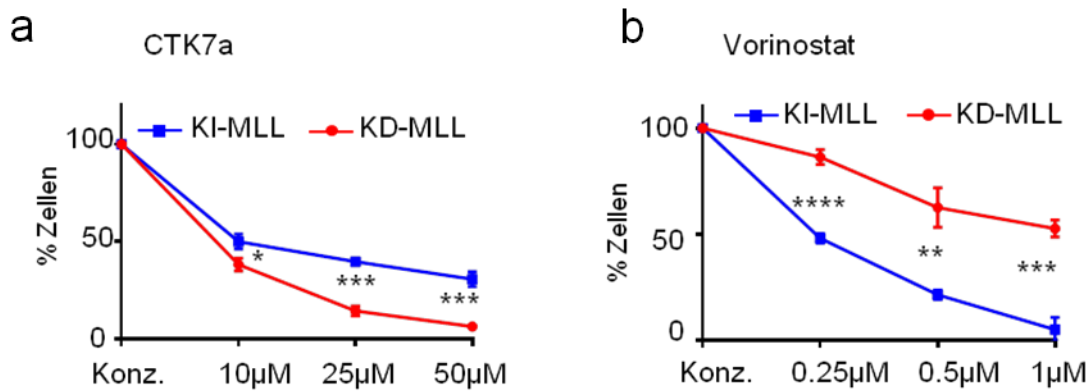 a
CTK7a
KI-MLL
KD-MLL
100
50
0
% Zellen
*
***
***
Konz.
10µM
25µM
50µM
b
Vorinostat
KI-MLL
KD-MLL
100
50
0
% Zellen
****
**
***
Konz.
0.25µM
0.5µM
1µM